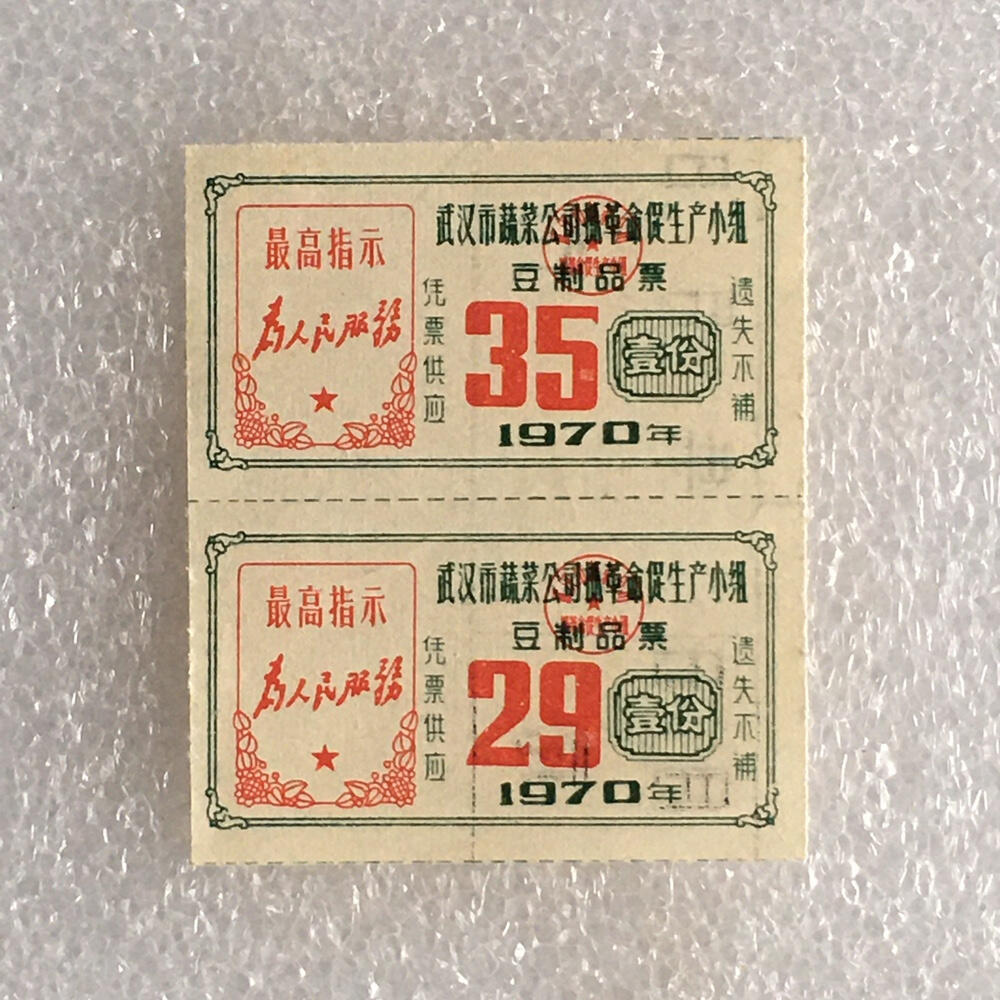 最高指示
为人民服務
武汉市蔬菜公司抓革命促生产小组
豆制品票
凭票供应
35
壹份
遗失不补
1970年
最高指示
为人民服務
武汉市蔬菜公司抓革命促生产小组
豆制品票
凭票供应
29
壹份
遗失不补
1970年